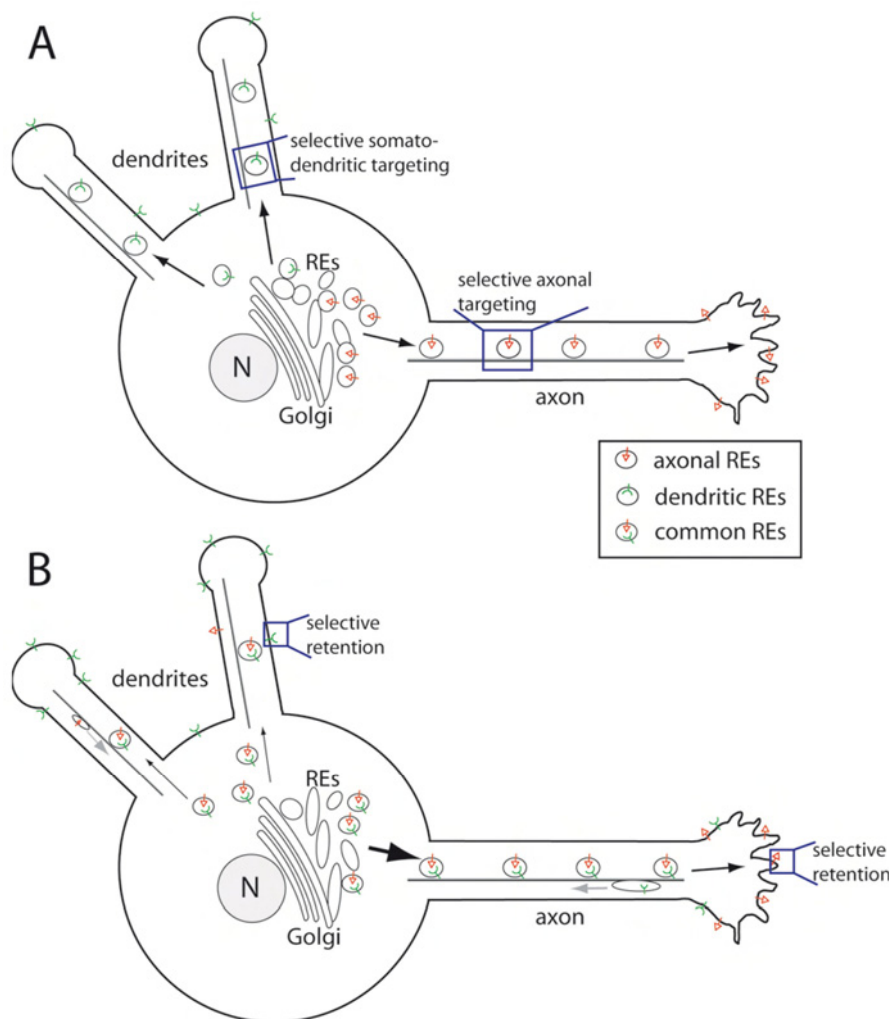 A
dendrites
selective somato-
dendritic targeting
REs
selective axonal
targeting
N
Golgi
axon
axonal REs
dendritic REs
common REs
B
selective
retention
dendrites
REs
selective
retention
N
Golgi
axon